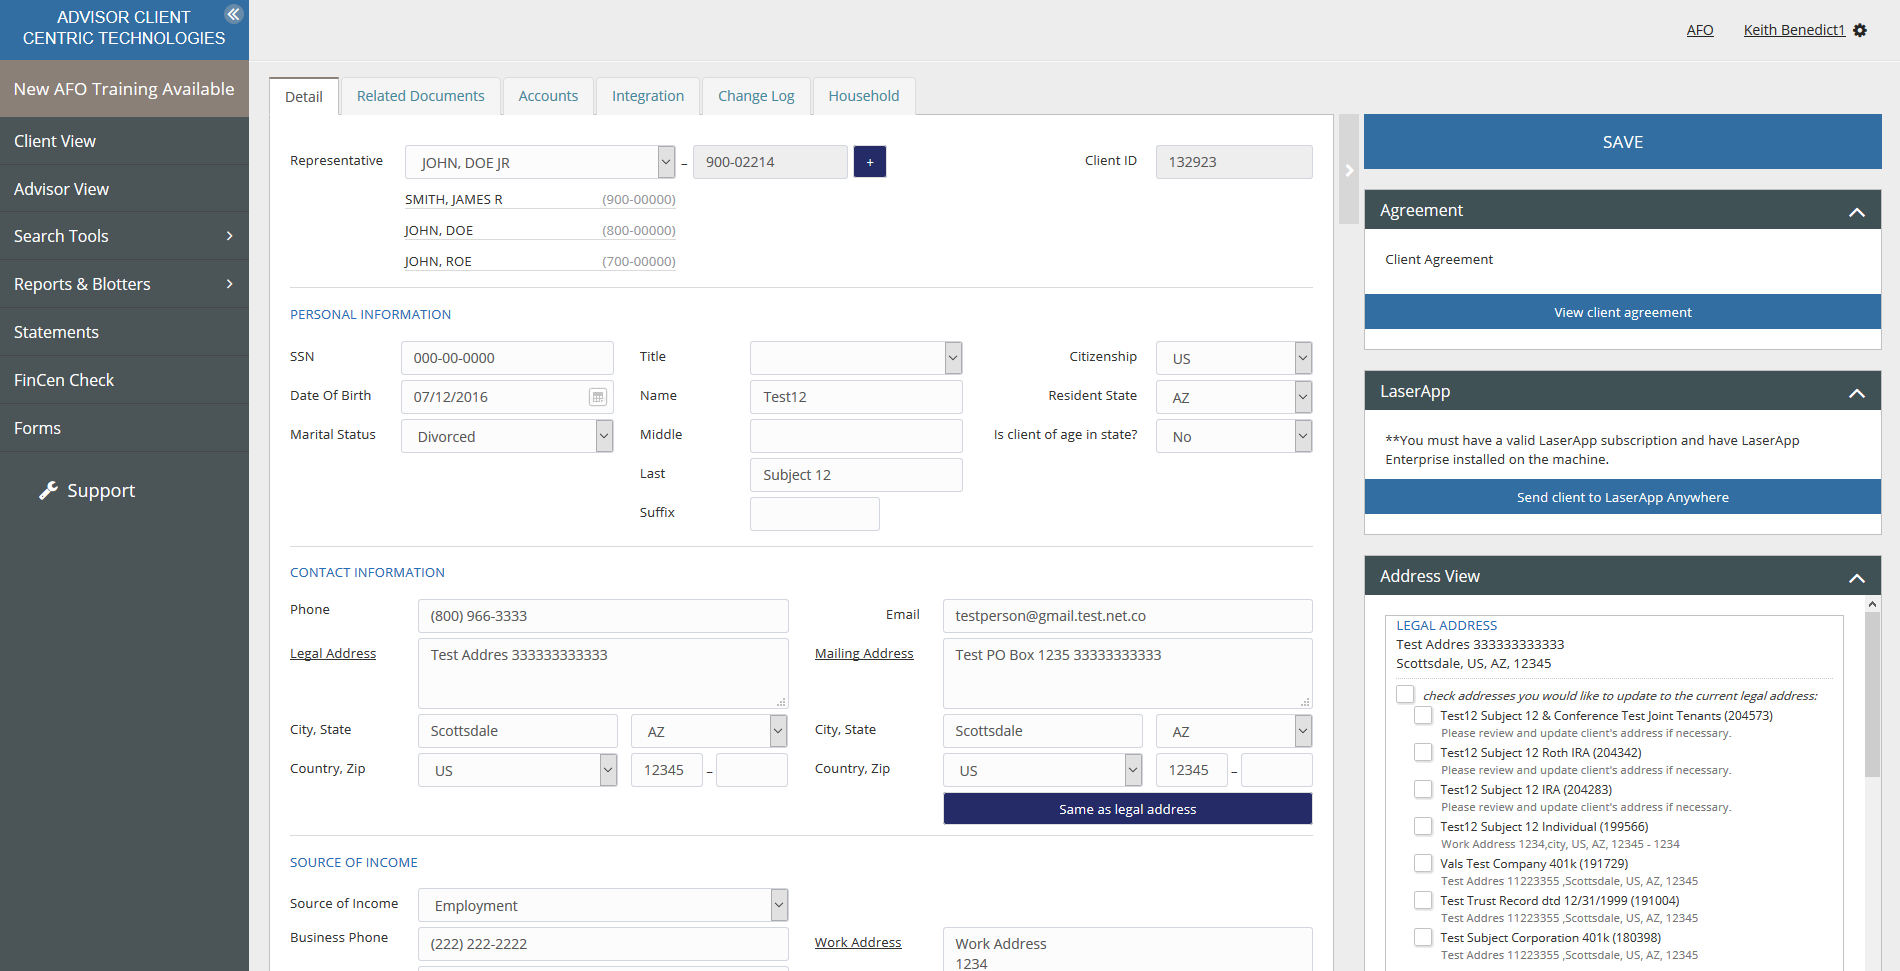 ADVISOR CLIENT
CENTRIC TECHNOLOGIES
New AFO Training Available
Client View
Advisor View
Search Tools
Reports & Blotters
Statements
FinCen Check
Forms
Support
AFO Keith Benedict1
Detail Related Documents Accounts Integration Change Log Household
Representative JOHN, DOE JR – 900-02214 + Client ID 132923
SMITH, JAMES R (900-00000)
JOHN, DOE (800-00000)
JOHN, ROE (700-00000)
PERSONAL INFORMATION
SSN 000-00-0000 Title Citizenship US
Date Of Birth 07/12/2016 Name Test12 Resident State AZ
Marital Status Divorced Middle Is client of age in state? No
Last Subject 12
Suffix
CONTACT INFORMATION
Phone (800) 966-3333 Email testperson@gmail.test.net.co
Legal Address Test Addres 333333333333 Mailing Address Test PO Box 1235 33333333333
City, State Scottsdale AZ City, State Scottsdale AZ
Country, Zip US 12345 – Country, Zip US 12345 –
Same as legal address
SOURCE OF INCOME
Source of Income Employment
Business Phone (222) 222-2222 Work Address Work Address
1234
SAVE
Agreement
Client Agreement
View client agreement
LaserApp
**You must have a valid LaserApp subscription and have LaserApp
Enterprise installed on the machine.
Send client to LaserApp Anywhere
Address View
LEGAL ADDRESS
Test Addres 333333333333
Scottsdale, US, AZ, 12345
check addresses you would like to update to the current legal address:
Test12 Subject 12 & Conference Test Joint Tenants (204573)
Please review and update client's address if necessary.
Test12 Subject 12 Roth IRA (204342)
Please review and update client's address if necessary.
Test12 Subject 12 IRA (204283)
Please review and update client's address if necessary.
Test12 Subject 12 Individual (199566)
Work Address 1234,city, US, AZ, 12345 - 1234
Vals Test Company 401k (191729)
Test Addres 11223355 ,Scottsdale, US, AZ, 12345
Test Trust Record dtd 12/31/1999 (191004)
Test Addres 11223355 ,Scottsdale, US, AZ, 12345
Test Subject Corporation 401k (180398)
Test Addres 11223355 ,Scottsdale, US, AZ, 12345